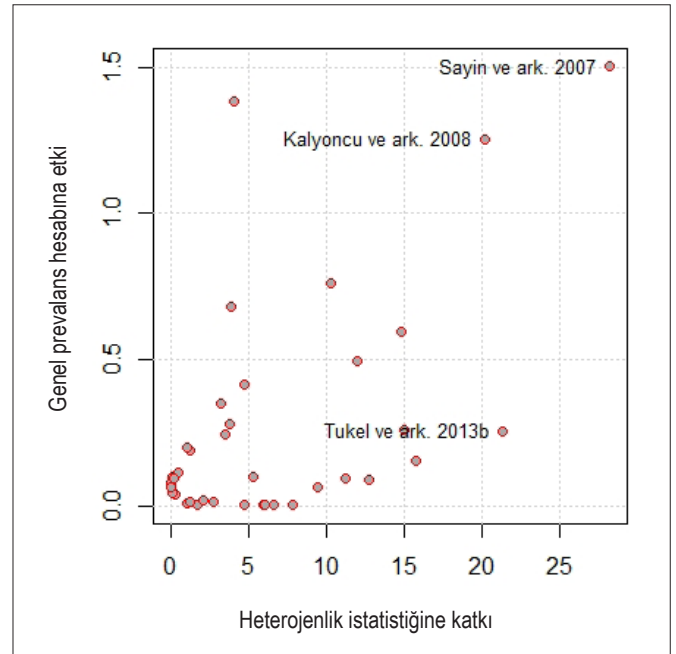 Genel prevalans hesabına etki
1.5
1.0
0.5
0.0
Sayin ve ark. 2007
Kalyoncu ve ark. 2008
Tukel ve ark. 2013b
0 5 10 15 20 25
Heterojenlik istatistiğine katkı